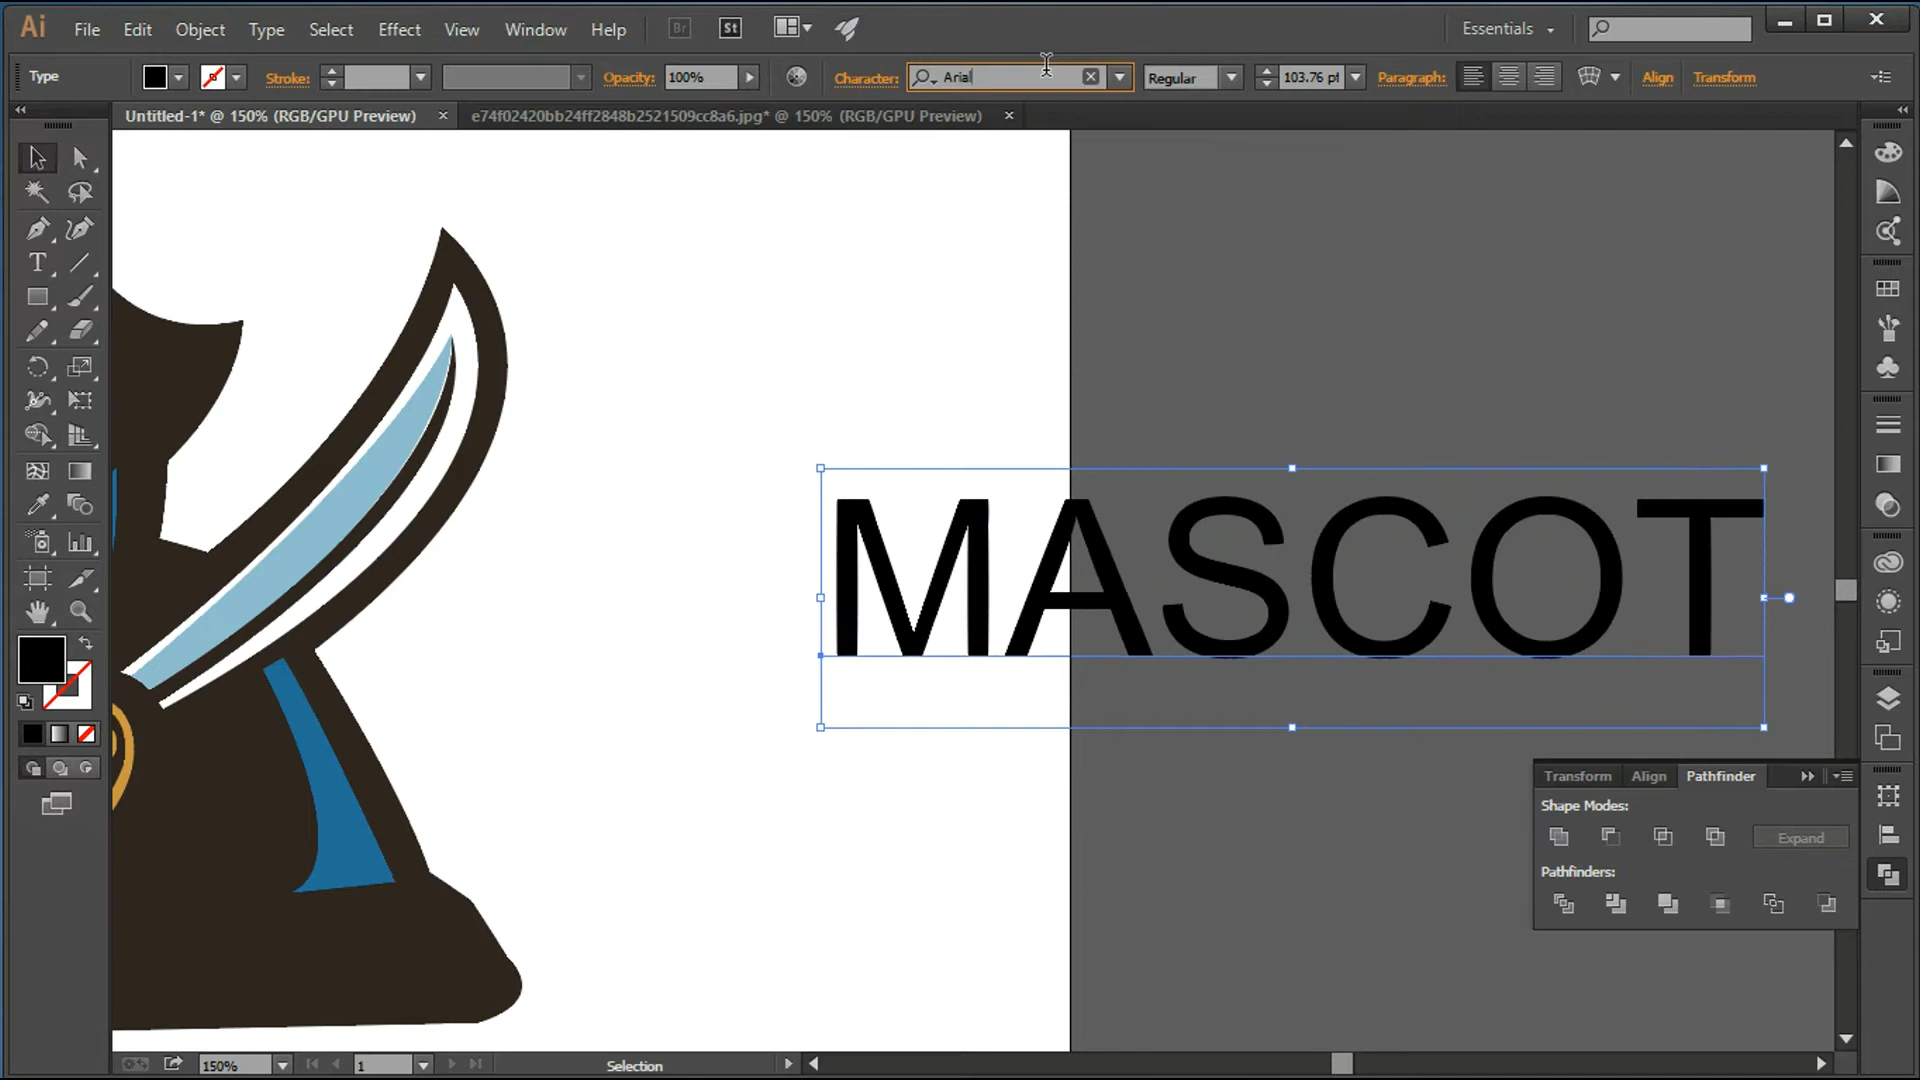 Ai File Edit Object Type Select Effect View Window Help Br St Essentials
Type Stroke: Opacity: 100% Character: Arial Regular 103.76 pt Paragraph: Align Transform
Untitled-1* @ 150% (RGB/GPU Preview) e74f02420bb24ff2848b2521509cc8a6.jpg* @ 150% (RGB/GPU Preview)
MASCOT
Transform Align Pathfinder
Shape Modes:
Expand
Pathfinders:
150% 1 Selection